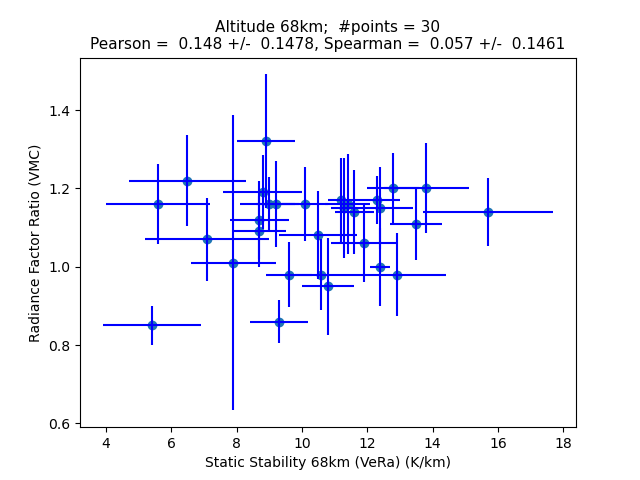 Altitude 68km;  #points = 30
Pearson =  0.148 +/-  0.1478, Spearman =  0.057 +/-  0.1461
Radiance Factor Ratio (VMC)
1.4
1.2
1.0
0.8
0.6
4 6 8 10 12 14 16 18
Static Stability 68km (VeRa) (K/km)